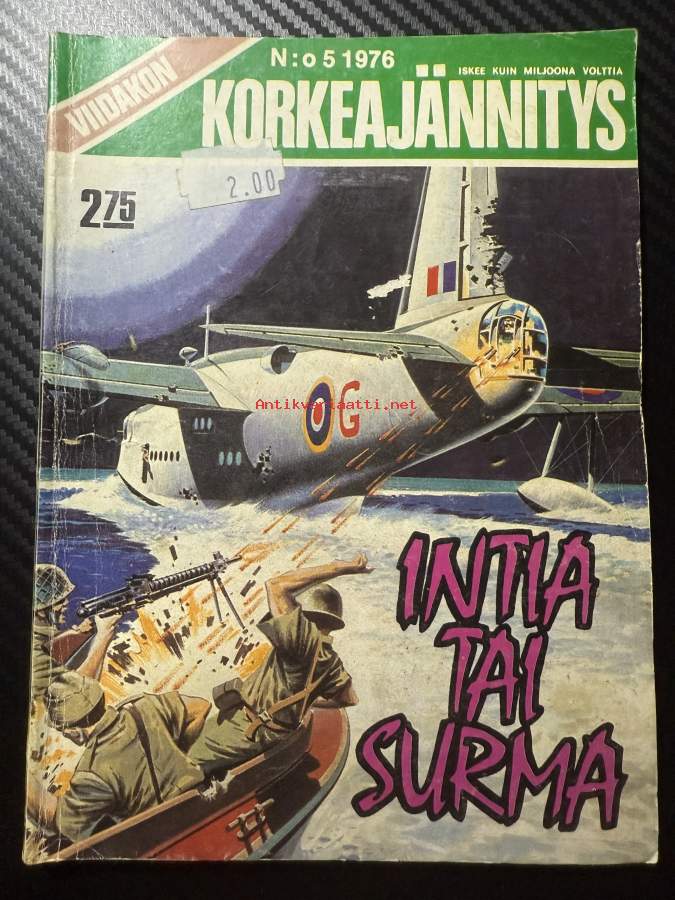 N:o 5 1976
ISKEE KUIN MILJOONA VOLTTIA
VIIDAKON
KORKEAJÄNNITYS
2.00
275
G
Antikvariaatti.net
INTIA
TAI
SURMA